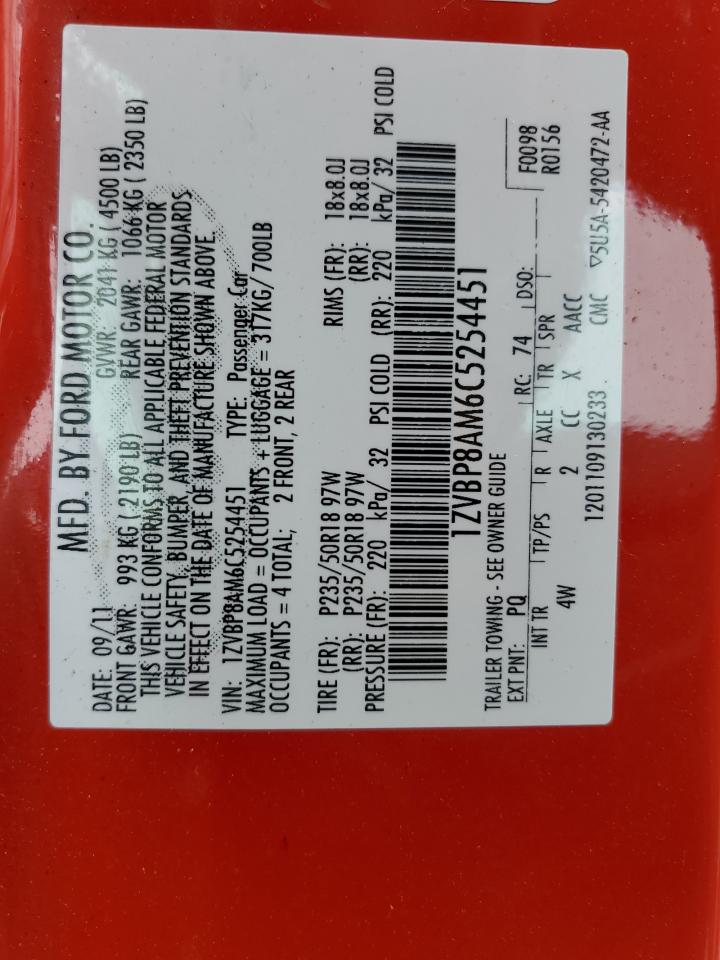 MFD. BY FORD MOTOR CO.
DATE: 09/11 GVWR: 2041 KG ( 4500 LB)
FRONT GAWR: 993 KG ( 2190 LB) REAR GAWR: 1066 KG ( 2350 LB)
THIS VEHICLE CONFORMS TO ALL APPLICABLE FEDERAL MOTOR
VEHICLE SAFETY, BUMPER, AND THEFT PREVENTION STANDARDS
IN EFFECT ON THE DATE OF MANUFACTURE SHOWN ABOVE.
VIN: 1ZVBP8AM6C5254451 TYPE: Passenger Car
MAXIMUM LOAD = OCCUPANTS + LUGGAGE = 317KG/ 700LB
OCCUPANTS = 4 TOTAL; 2 FRONT, 2 REAR
TIRE (FR): P235/50R18 97W RIMS (FR): 18x8.0J
(RR): P235/50R18 97W (RR): 18x8.0J
PRESSURE (FR): 220 kPa/ 32 PSI COLD (RR): 220 kPa/ 32 PSI COLD
1ZVBP8AM6C5254451
TRAILER TOWING - SEE OWNER GUIDE
EXT PNT: PQ RC: 74 DSO: F0098
R0156
INT TR TP/PS R AXLE TR SPR
4W 2 CC X AACC
1201109130233 CMC ▽5U5A-5420472-AA